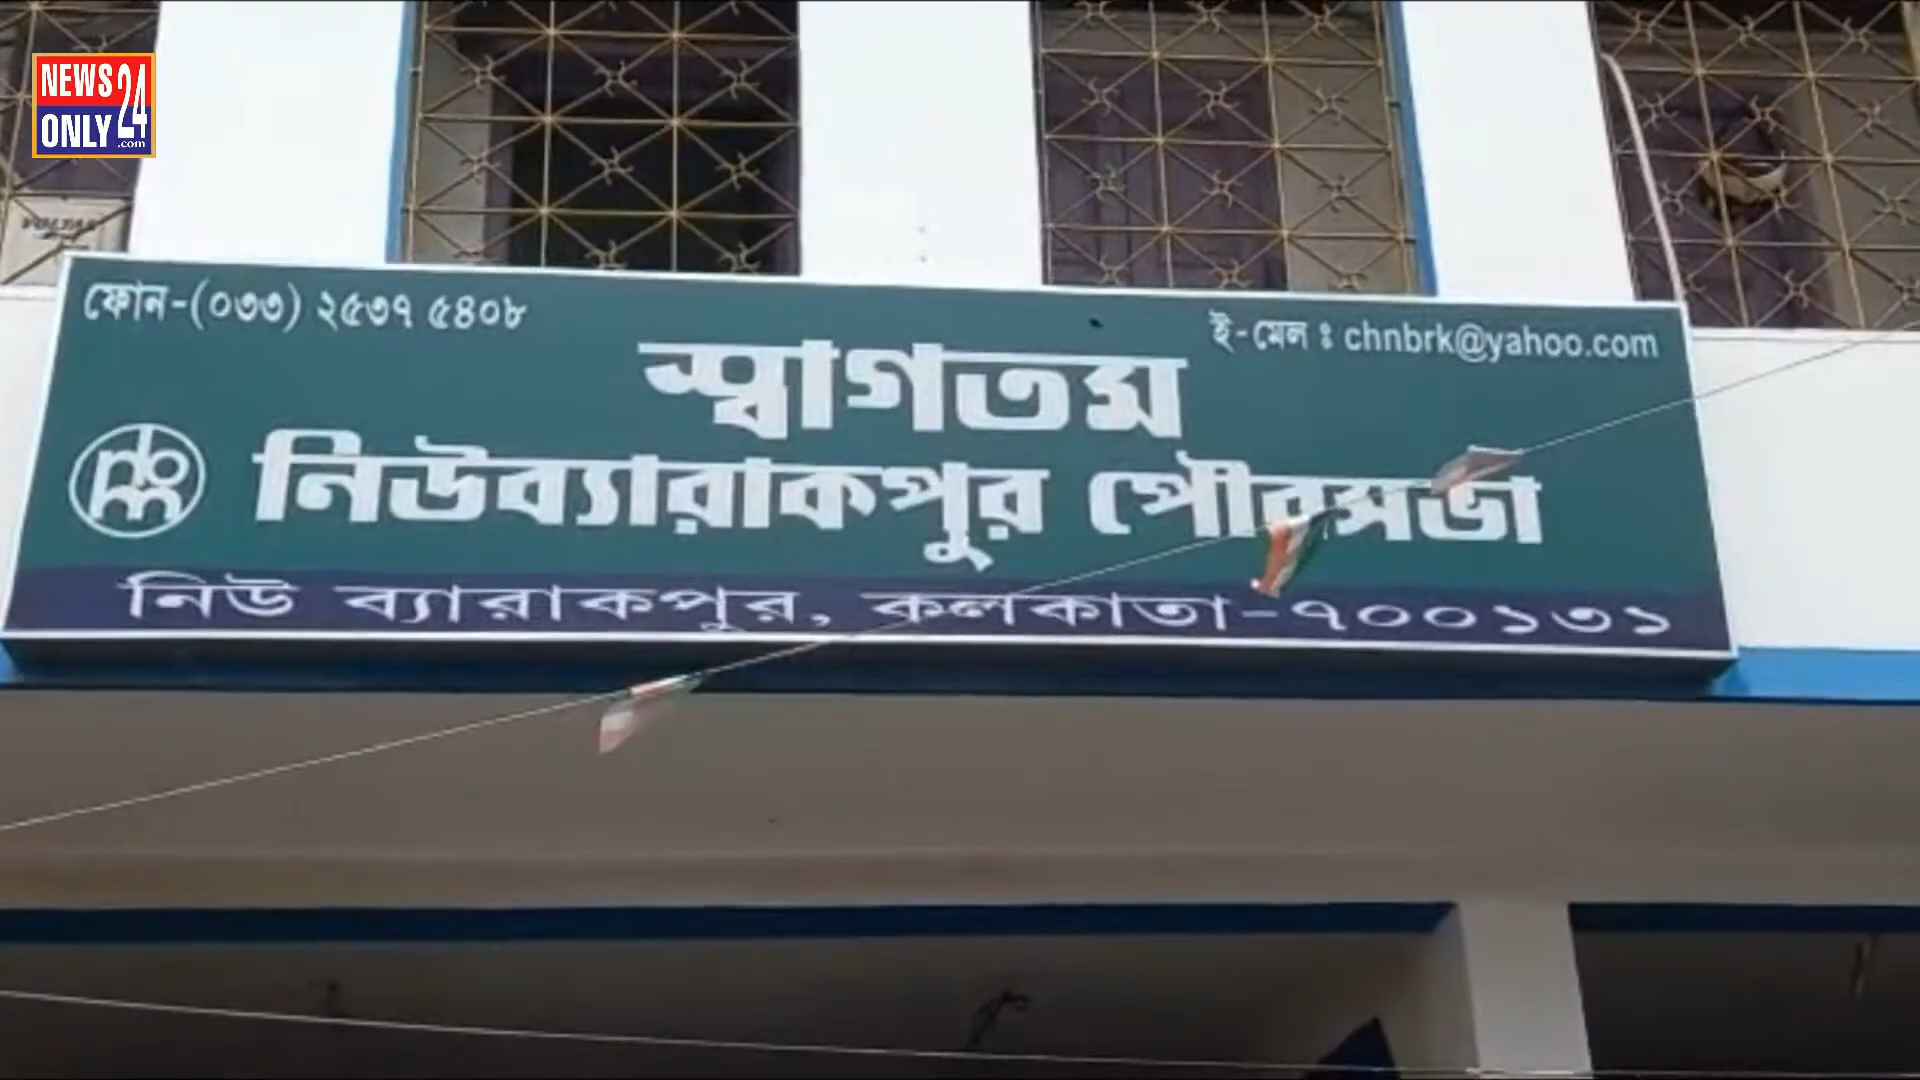 NEWS 24
ONLY .com
ফোন-(০৩৩) ২৫৩৭ ৫৪০৮
ই-মেল ঃ chnbrk@yahoo.com
স্বাগতম
নিউব্যারাকপুর পৌরসভা
নিউ ব্যারাকপুর, কলকাতা-৭০০১৩১